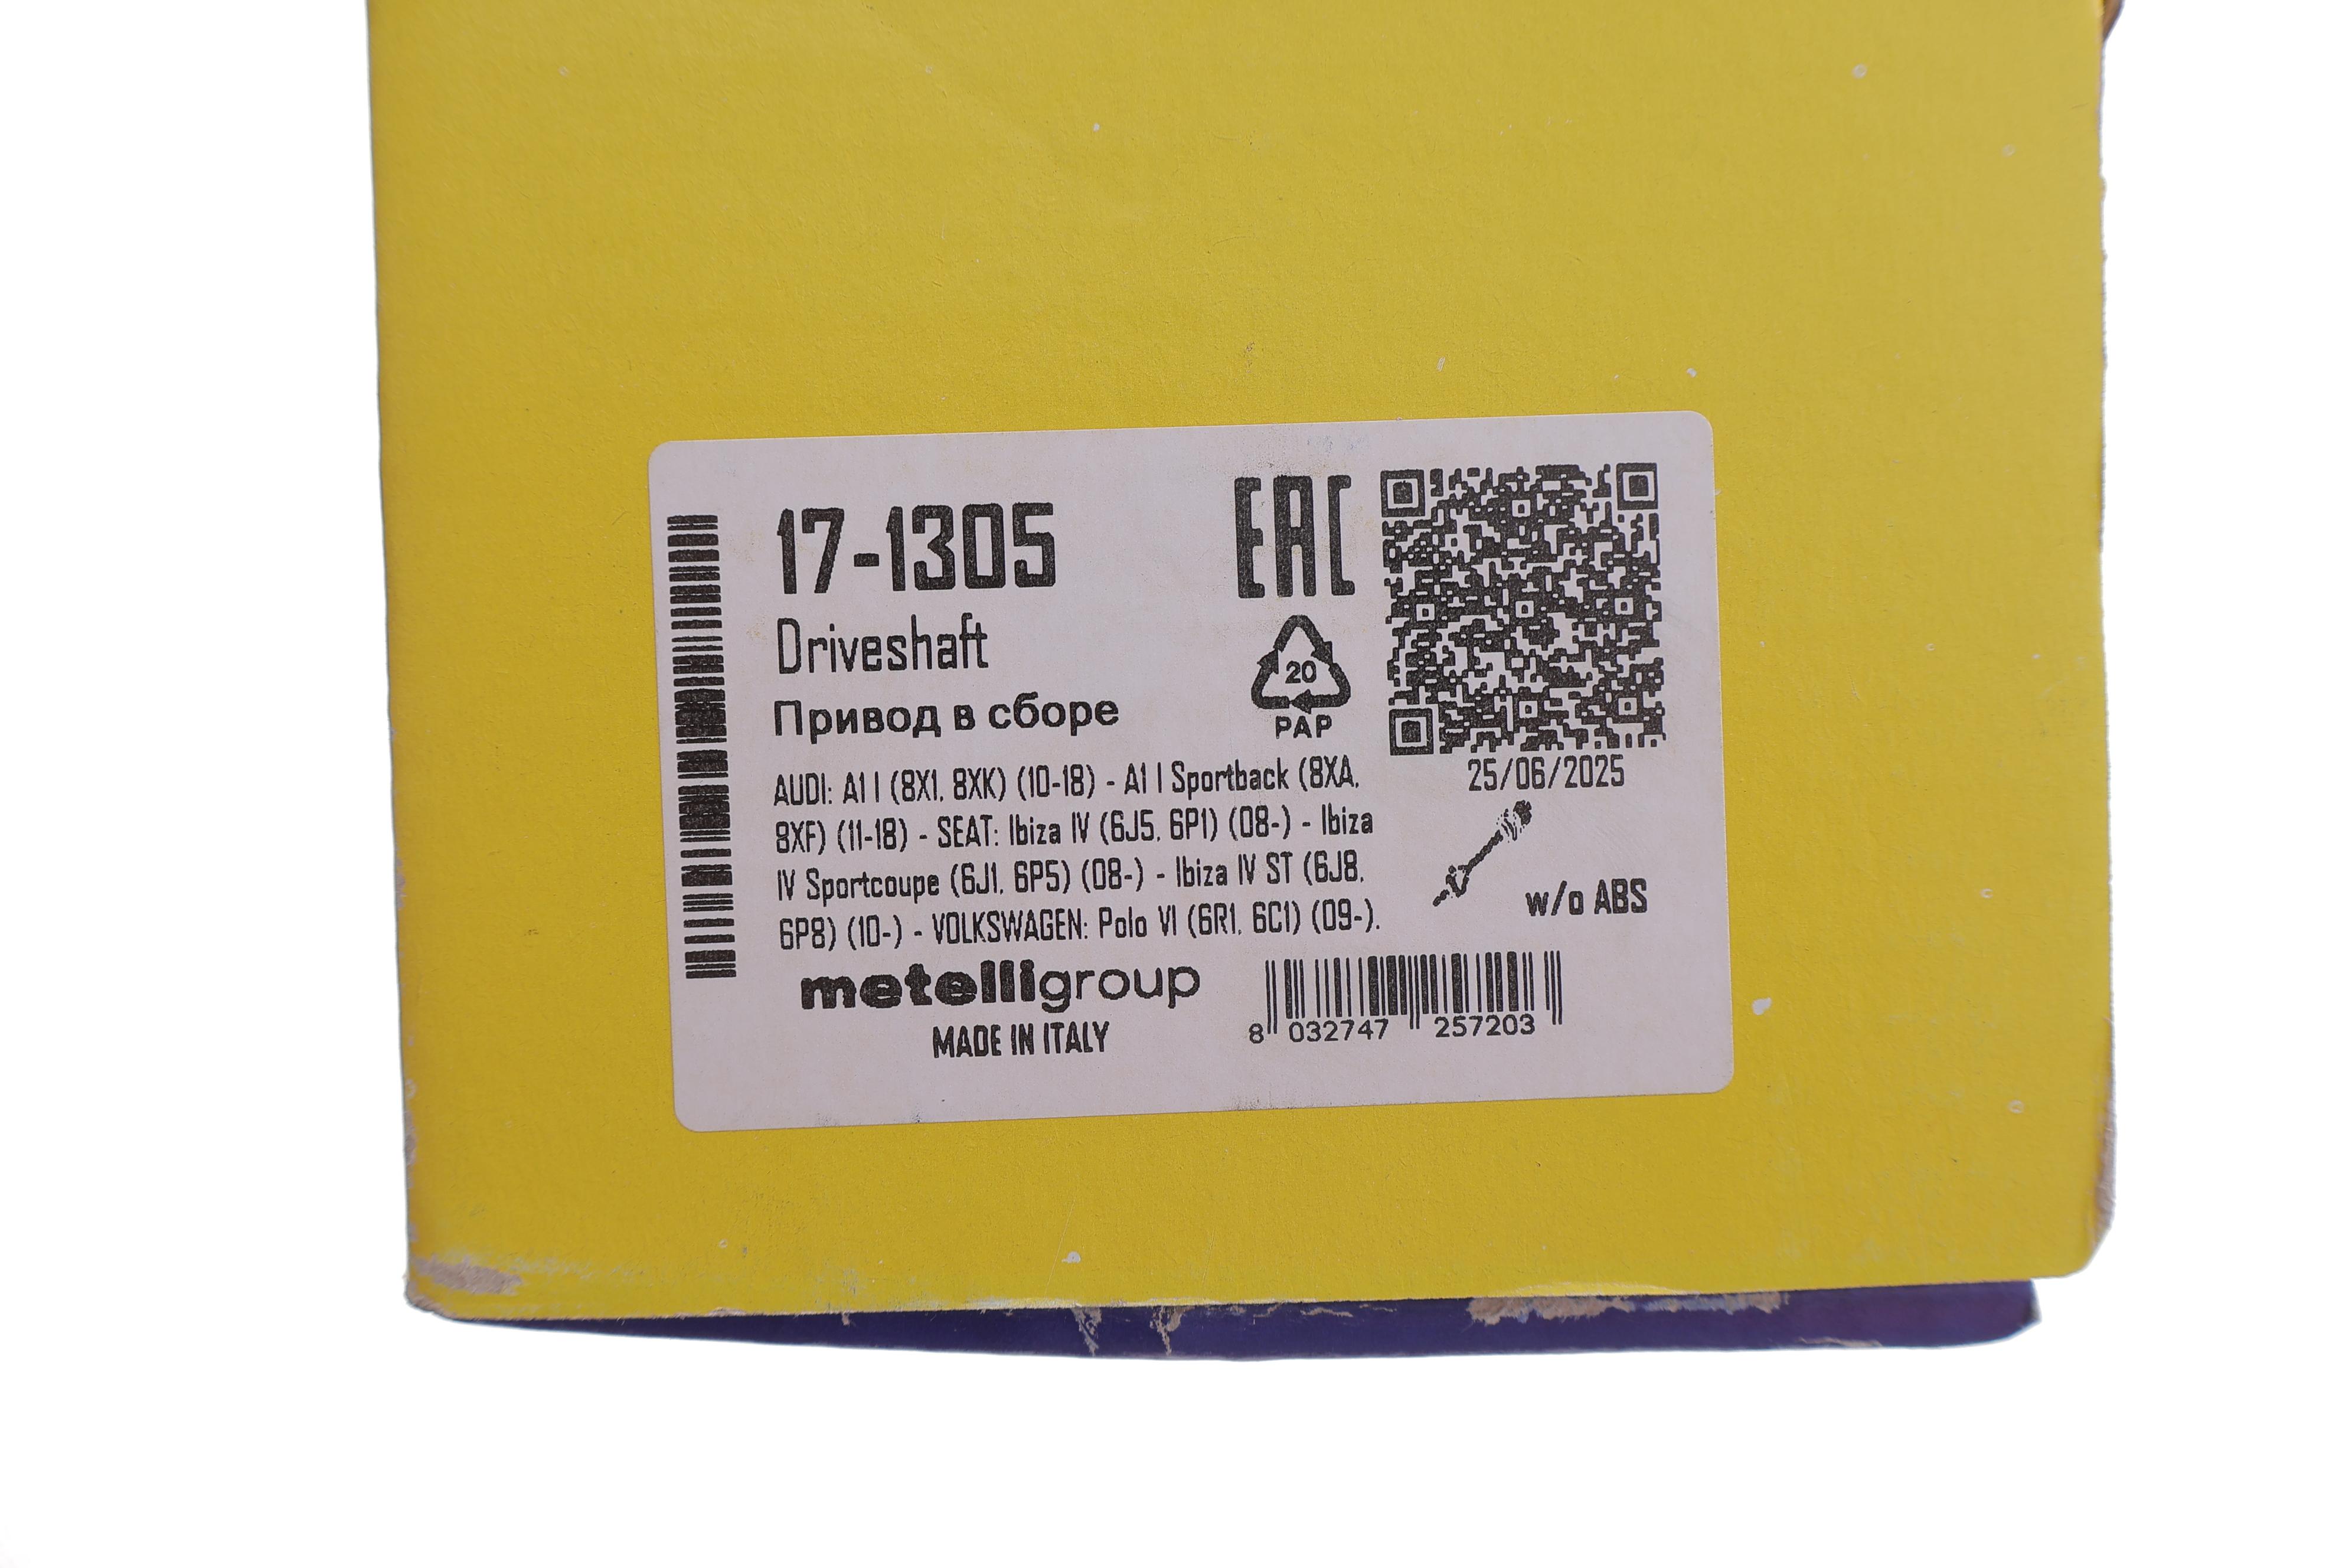 17-1305
EAC
Driveshaft
Привод в сборе
20
PAP
25/06/2025
AUDI: A1 I (8X1, 8XK) (10-18) - A1 I Sportback (8XA,
8XF) (11-18) - SEAT: Ibiza IV (6J5, 6P1) (08-) - Ibiza
IV Sportcoupe (6J1, 6P5) (08-) - Ibiza IV ST (6J8,
6P8) (10-) - VOLKSWAGEN: Polo VI (6R1, 6C1) (09-).
w/o ABS
metelligroup
MADE IN ITALY
8 032747 257203